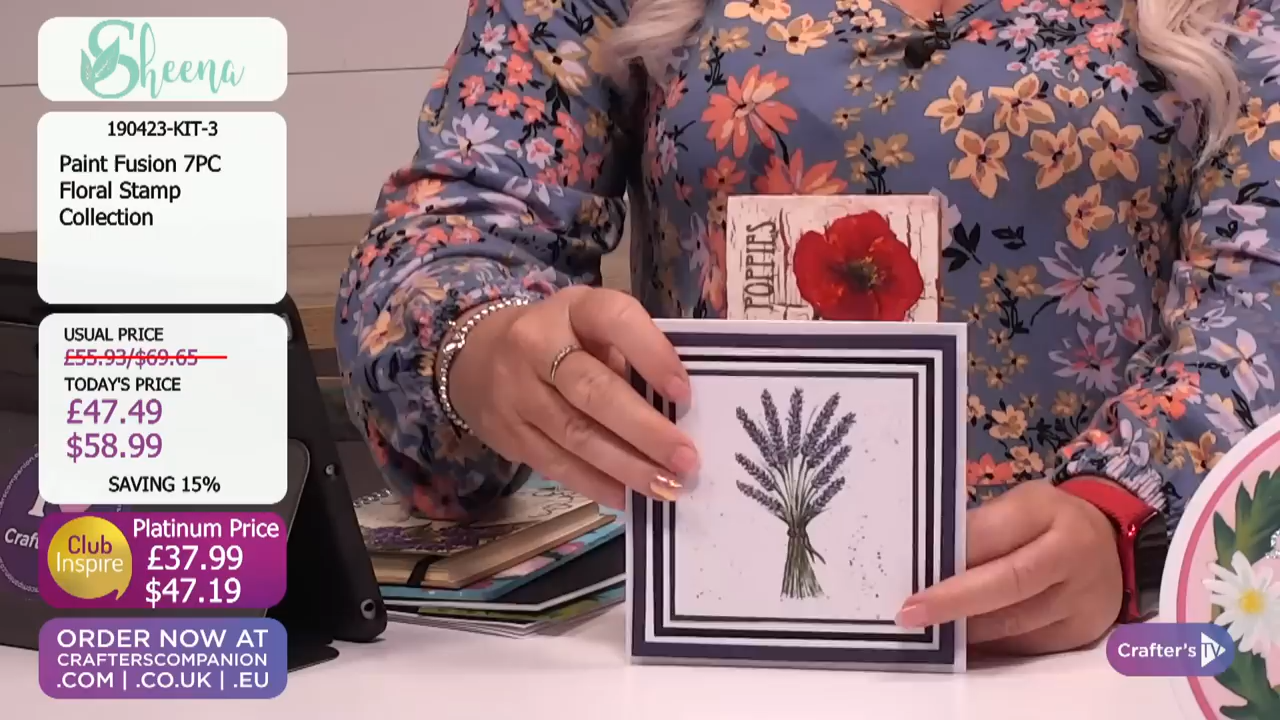 Sheena
190423-KIT-3
Paint Fusion 7PC
Floral Stamp
Collection
USUAL PRICE
£55.93/$69.65
TODAY'S PRICE
£47.49
$58.99
SAVING 15%
Club
Inspire
Platinum Price
£37.99
$47.19
ORDER NOW AT
CRAFTERSCOMPANION
.COM | .CO.UK | .EU
POPPIES
Crafter's TV